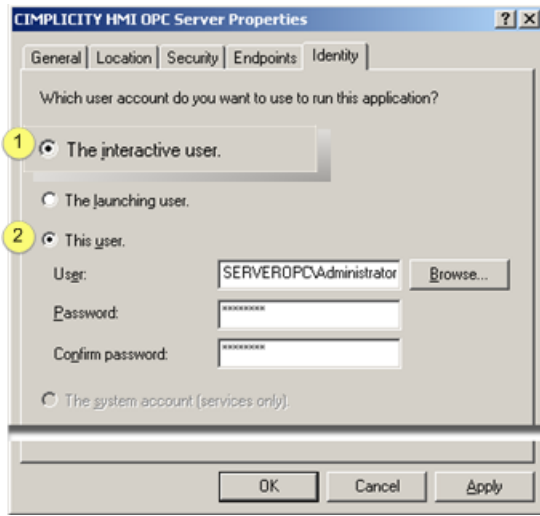 CIMPLICITY HMI OPC Server Properties
General Location Security Endpoints Identity
Which user account do you want to use to run this application?
1
The interactive user.
The launching user.
2
This user.
User: SERVEROPC\Administrator Browse...
Password: ********
Confirm password: ********
The system account (services only).
OK Cancel Apply